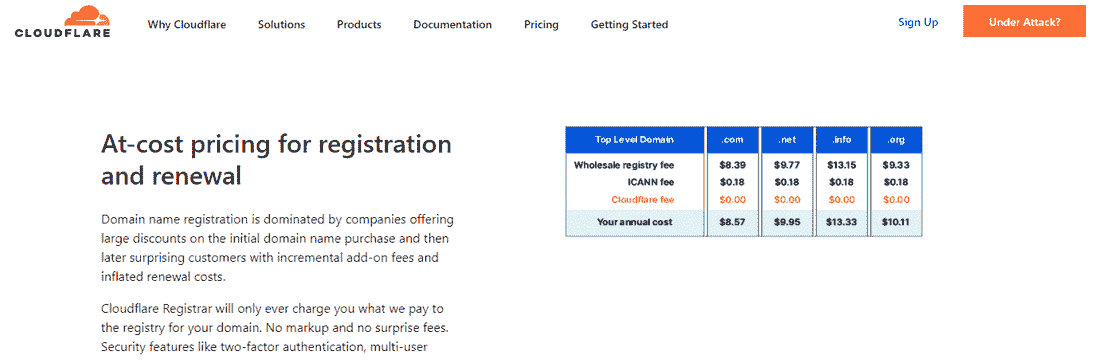 CLOUDFLARE
Why Cloudflare Solutions Products Documentation Pricing Getting Started Sign Up Under Attack?
At-cost pricing for registration
and renewal
Domain name registration is dominated by companies offering
large discounts on the initial domain name purchase and then
later surprising customers with incremental add-on fees and
inflated renewal costs.
Cloudflare Registrar will only ever charge you what we pay to
the registry for your domain. No markup and no surprise fees.
Security features like two-factor authentication, multi-user
Top Level Domain .com .net .info .org
Wholesale registry fee $8.39 $9.77 $13.15 $9.33
ICANN fee $0.18 $0.18 $0.18 $0.18
Cloudflare fee $0.00 $0.00 $0.00 $0.00
Your annual cost $8.57 $9.95 $13.33 $10.11